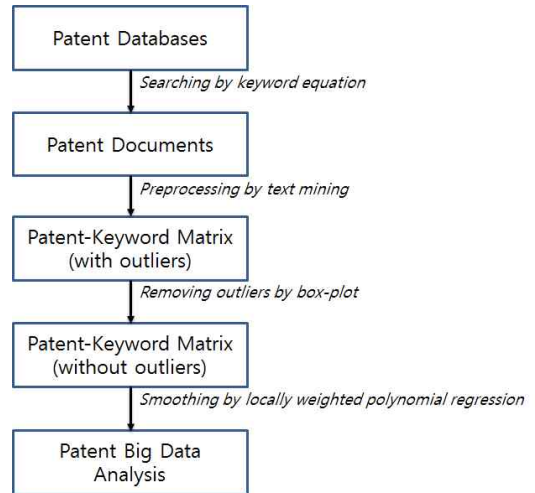 Patent Databases
Searching by keyword equation
Patent Documents
Preprocessing by text mining
Patent-Keyword Matrix
(with outliers)
Removing outliers by box-plot
Patent-Keyword Matrix
(without outliers)
Smoothing by locally weighted polynomial regression
Patent Big Data
Analysis